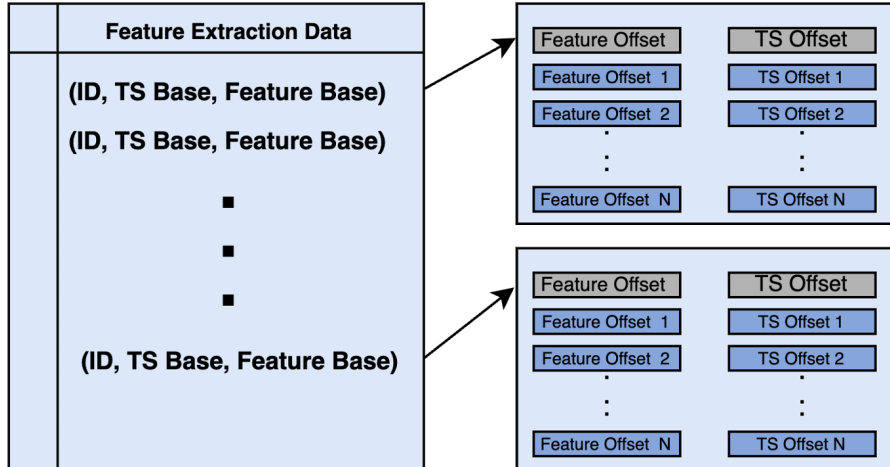 Feature Extraction Data
(ID, TS Base, Feature Base)
(ID, TS Base, Feature Base)
(ID, TS Base, Feature Base)
Feature Offset TS Offset
Feature Offset 1 TS Offset 1
Feature Offset 2 TS Offset 2
Feature Offset N TS Offset N
Feature Offset TS Offset
Feature Offset 1 TS Offset 1
Feature Offset 2 TS Offset 2
Feature Offset N TS Offset N